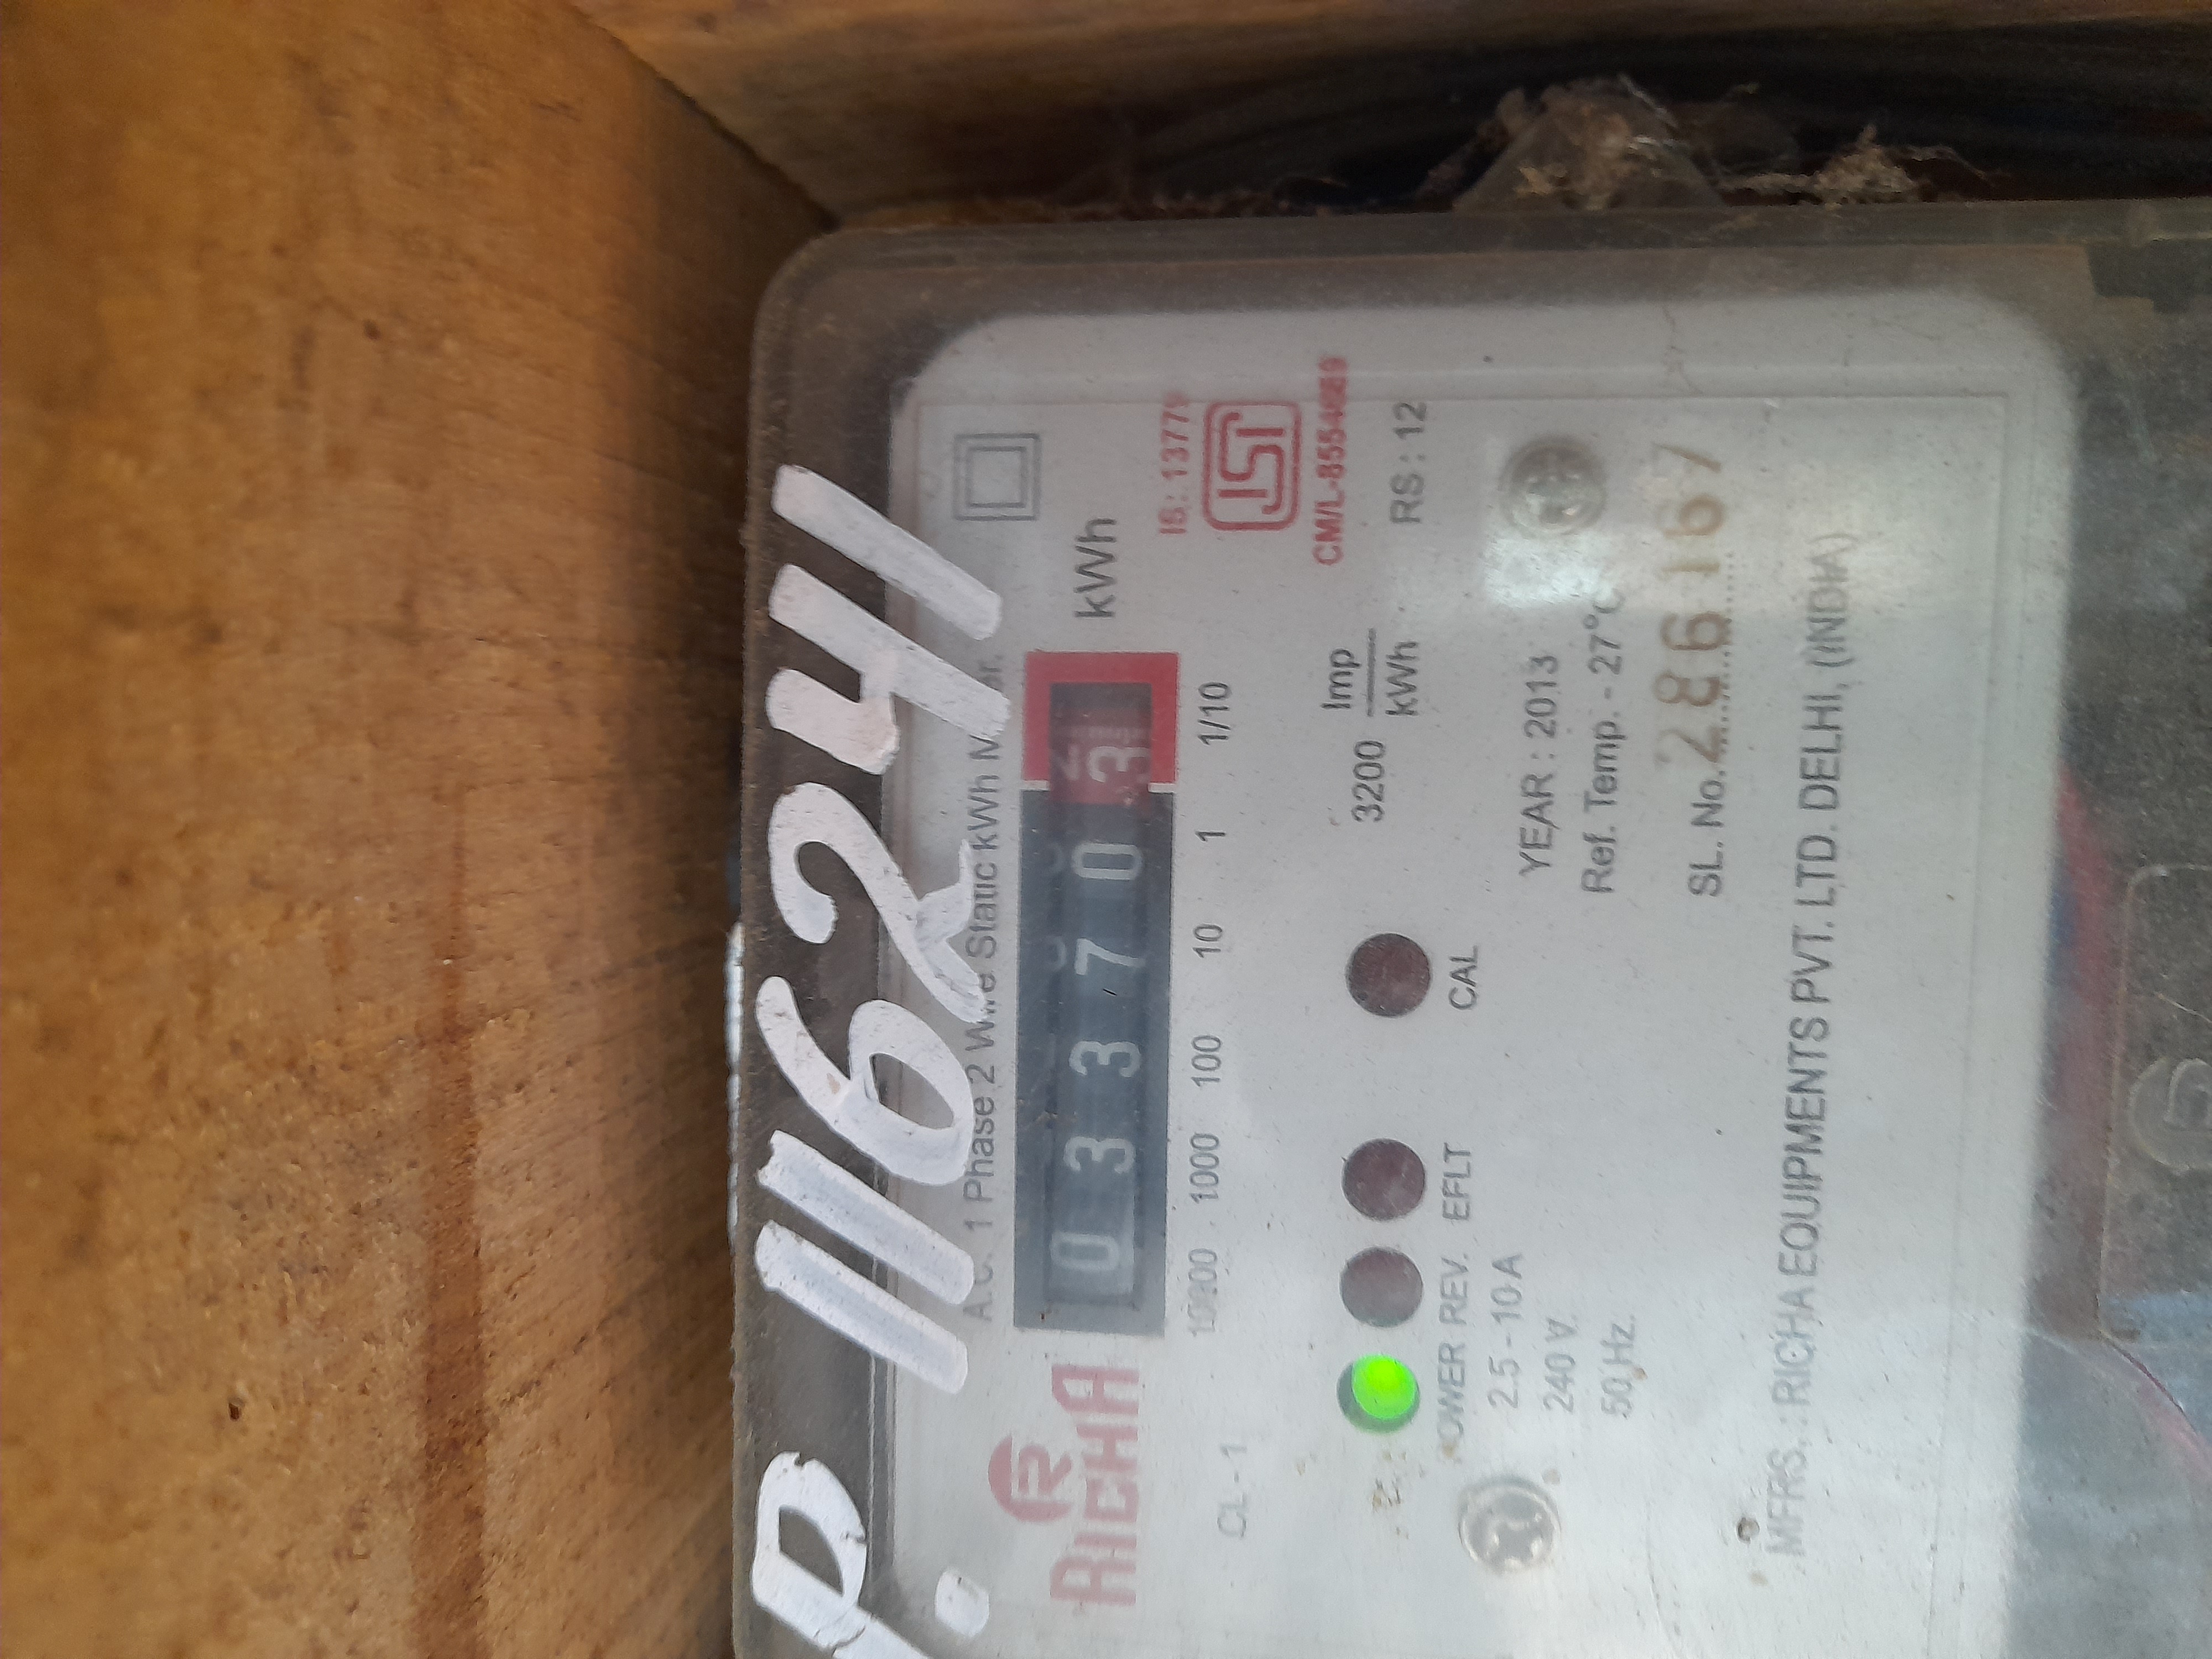 P. 116241
A.C. 1 Phase 2 Wire Static kWh M
RICHA
0 3 3 7 0 3
kWh
10000 1000 100 10 1 1/10
CL - 1
IS : 13779
ISI
3200 Imp/kWh
RS : 12
POWER REV. EFLT CAL
2.5 - 10 A
240 V.
50 Hz.
YEAR : 2013
Ref. Temp. - 27°C
SL. No. 286167
MFRS. : RICHA EQUIPMENTS PVT. LTD. DELHI, (INDIA)